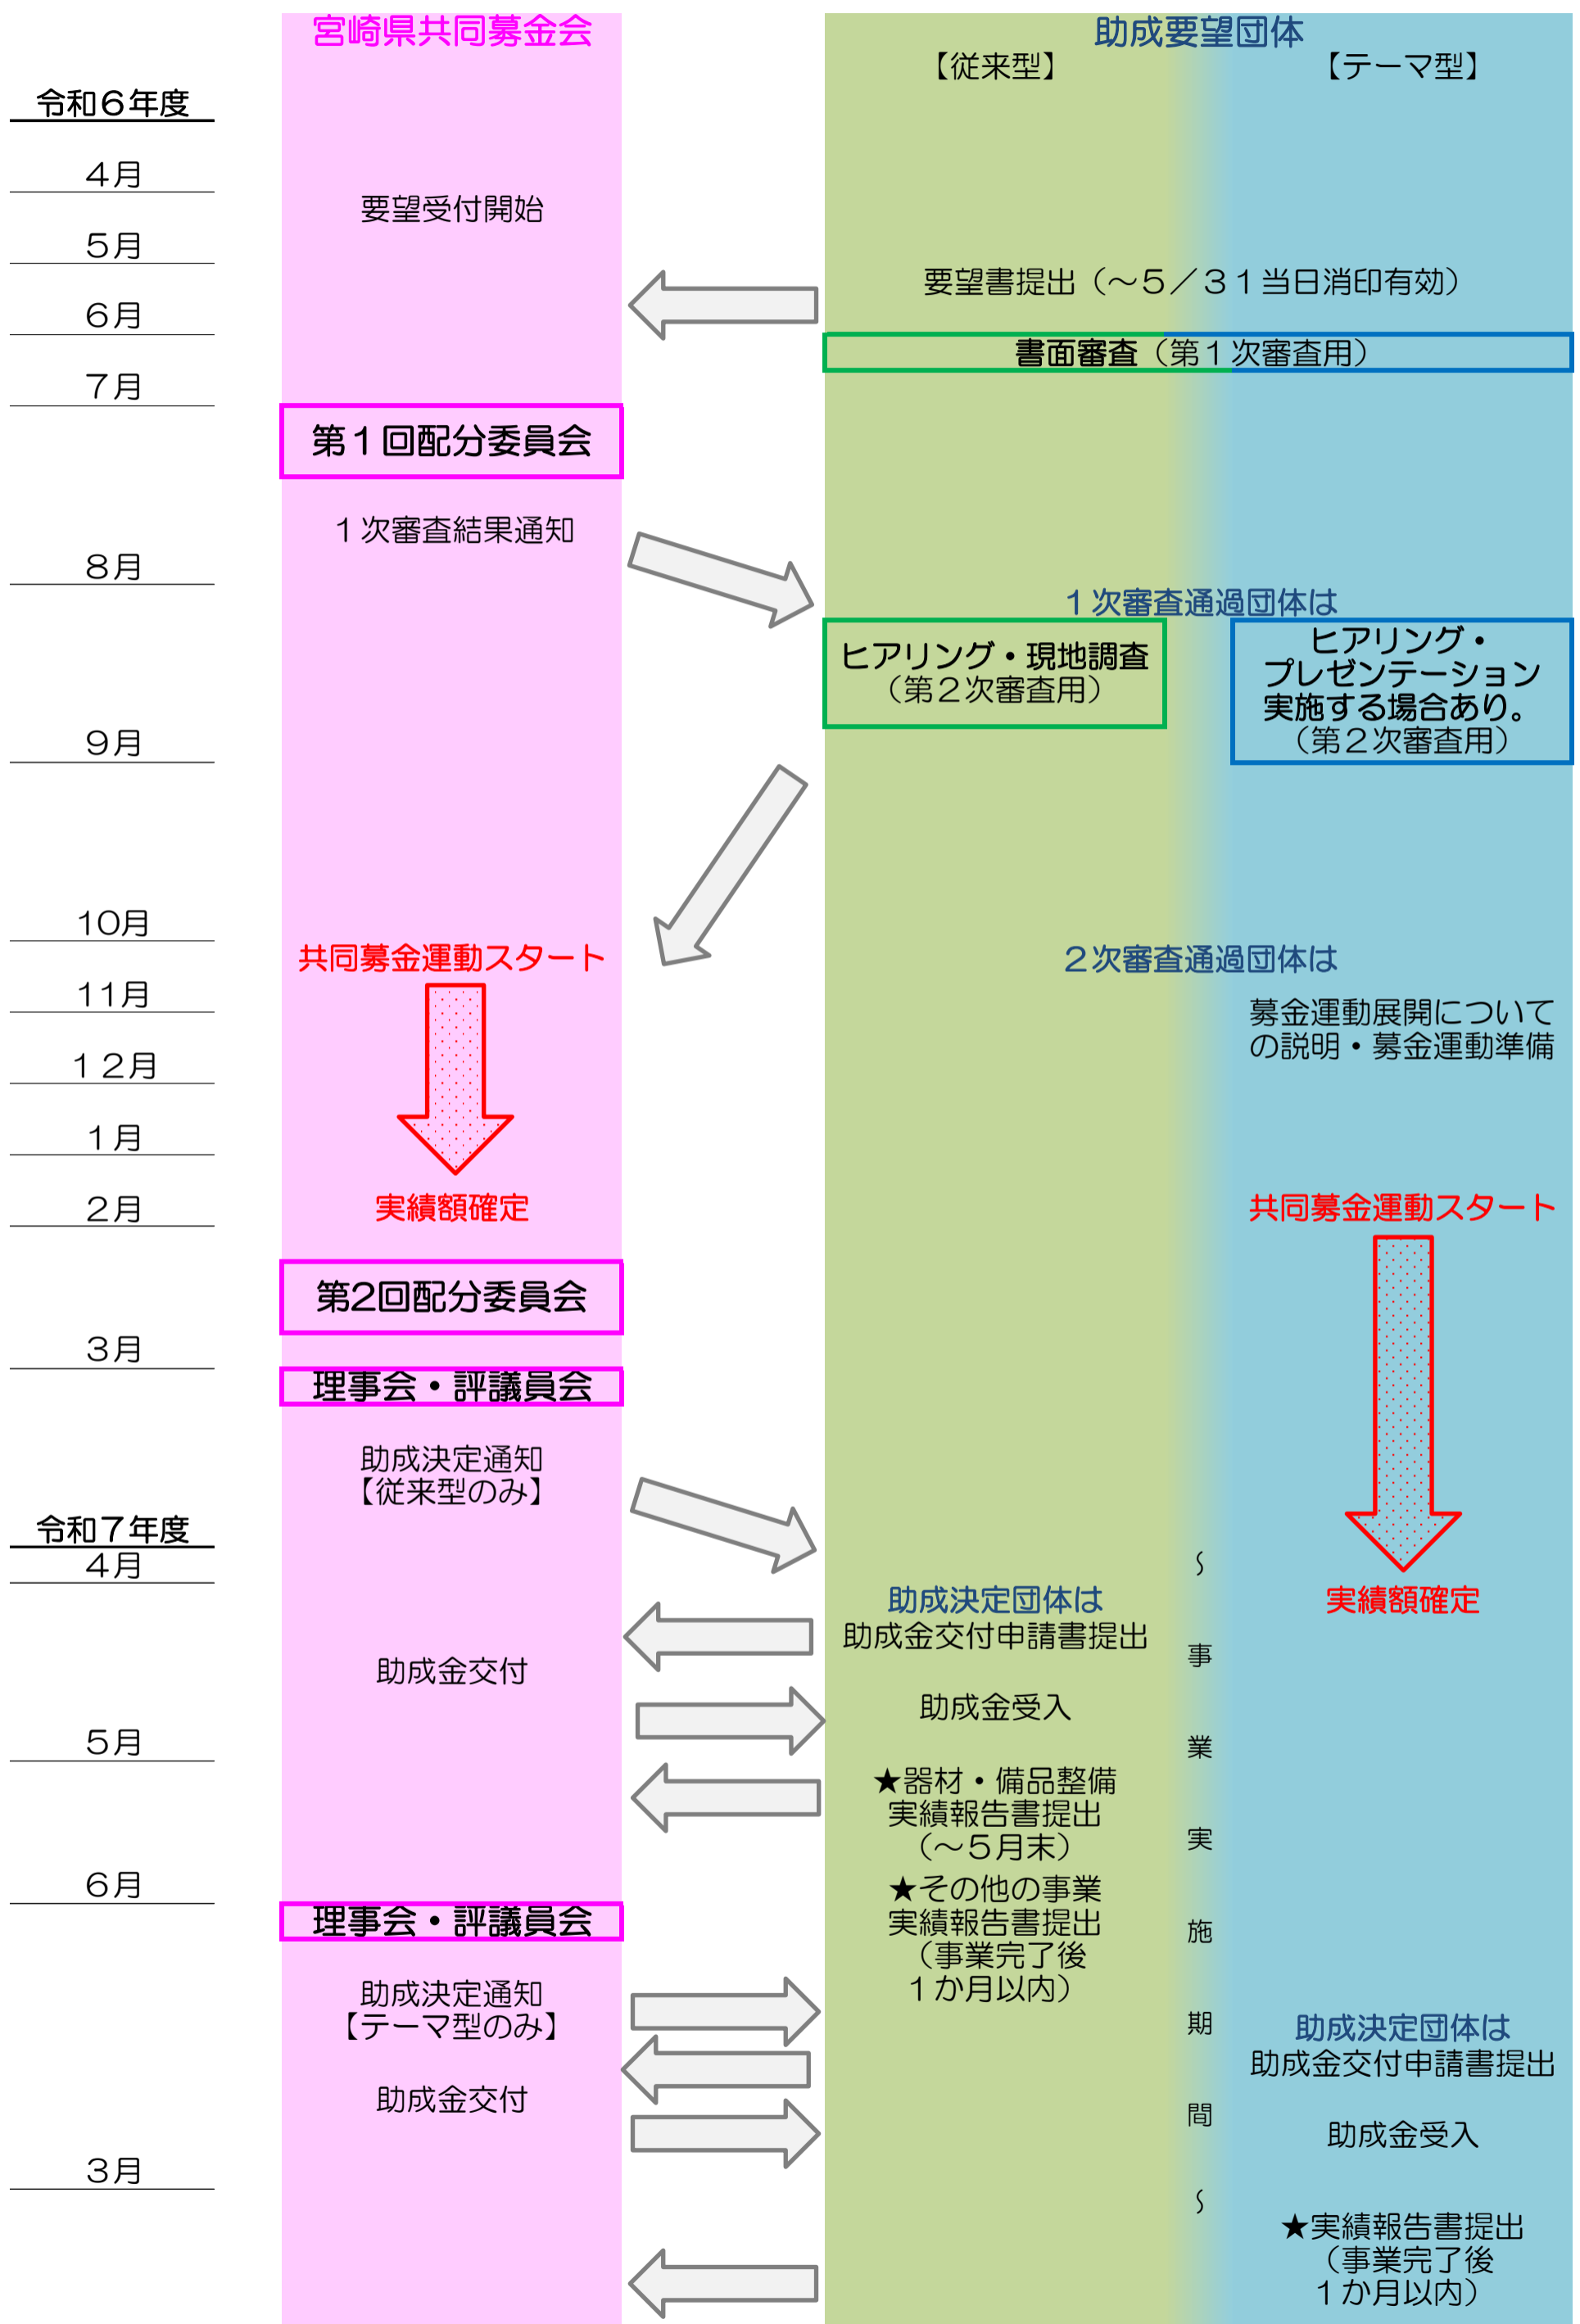 宮崎県共同募金会
助成要望団体
【従来型】
【テーマ型】
令和６年度
４月
要望受付開始
５月
要望書提出（～５／３１当日消印有効）
６月
書面審査（第１次審査用）
７月
第１回配分委員会
１次審査結果通知
８月
１次審査通過団体は
ヒアリング・現地調査
（第２次審査用）
ヒアリング・
プレゼンテーション
実施する場合あり。
（第２次審査用）
９月
10月
共同募金運動スタート
２次審査通過団体は
11月
募金運動展開について
の説明・募金運動準備
１２月
１月
２月
実績額確定
共同募金運動スタート
第2回配分委員会
３月
理事会・評議員会
助成決定通知
【従来型のみ】
令和７年度
４月
助成決定団体は
助成金交付申請書提出
実績額確定
助成金交付
助成金受入
５月
★器材・備品整備
実績報告書提出
（～５月末）
６月
★その他の事業
実績報告書提出
（事業完了後
１か月以内）
～事業実施期間～
理事会・評議員会
助成決定通知
【テーマ型のみ】
助成決定団体は
助成金交付申請書提出
助成金交付
助成金受入
３月
★実績報告書提出
（事業完了後
１か月以内）